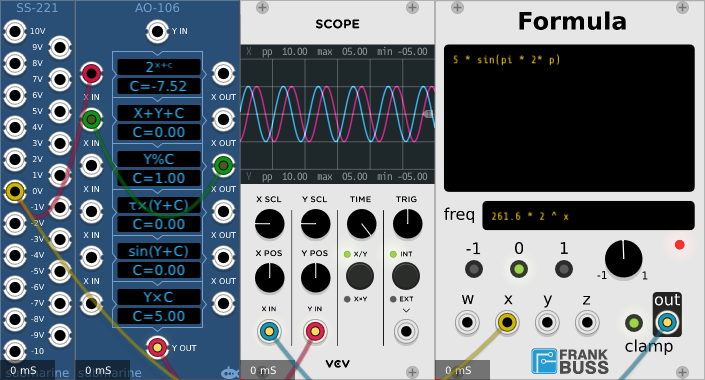 SS-221
10V
9V
8V
7V
6V
5V
4V
3V
2V
1V
0V
-1V
-2V
-3V
-4V
-5V
-6V
-7V
-8V
-9V
-10
0 mS
AO-106
Y IN
2ˣ⁺ᶜ
C=-7.52
X IN
X OUT
X+Y+C
C=0.00
X IN
X OUT
Y%C
C=1.00
X IN
X OUT
τ×(Y+C)
C=0.00
X IN
X OUT
sin(Y+C)
C=0.00
X IN
X OUT
Y×C
C=5.00
Y OUT
0 mS
submarine
SCOPE
X pp 10.00 max 05.00 min -05.00
Y pp 10.00 max 05.00 min -05.00
X SCL Y SCL TIME TRIG
X POS Y POS X/Y INT
X×Y EXT
X IN Y IN
0 mS
VCV
Formula
5 * sin(pi * 2* p)
freq 261.6 * 2 ^ x
-1 0 1
-1 1
w x y z out
clamp
0 mS
FRANK
BUSS